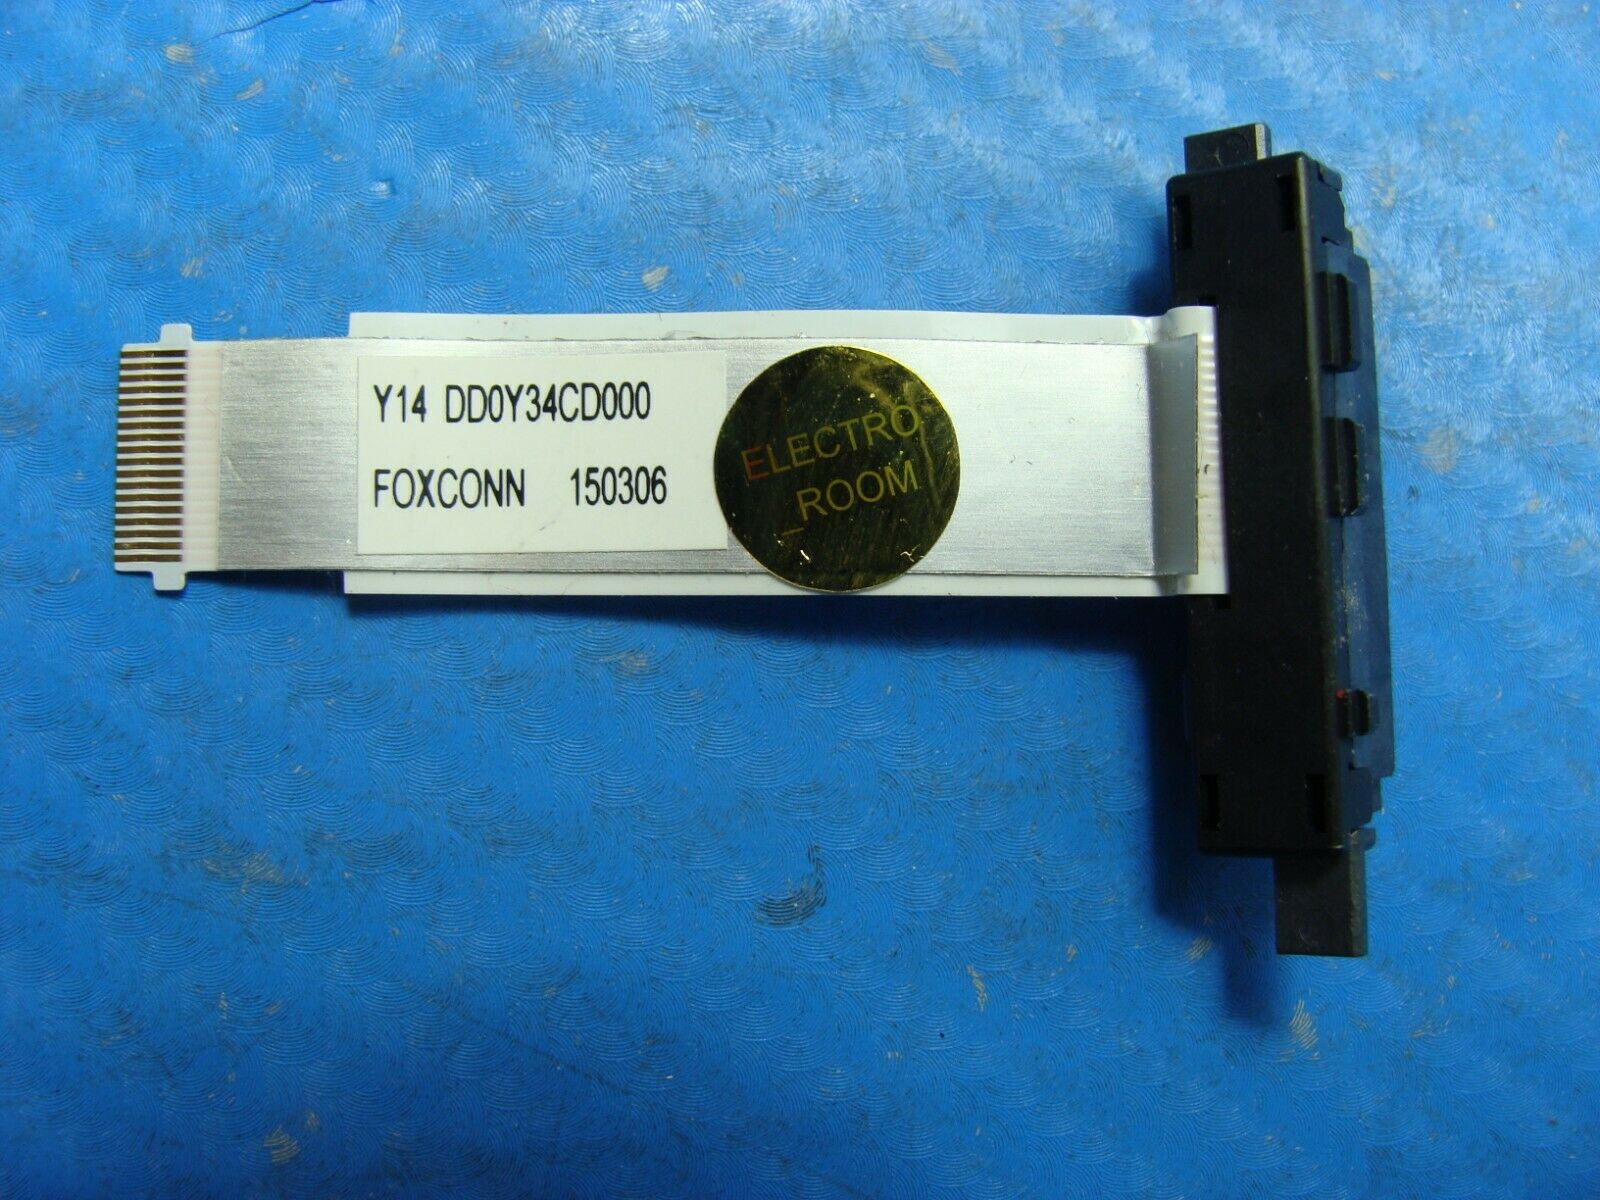 Y14 DD0Y34CD000
FOXCONN 150306
ELECTRO
_ROOM